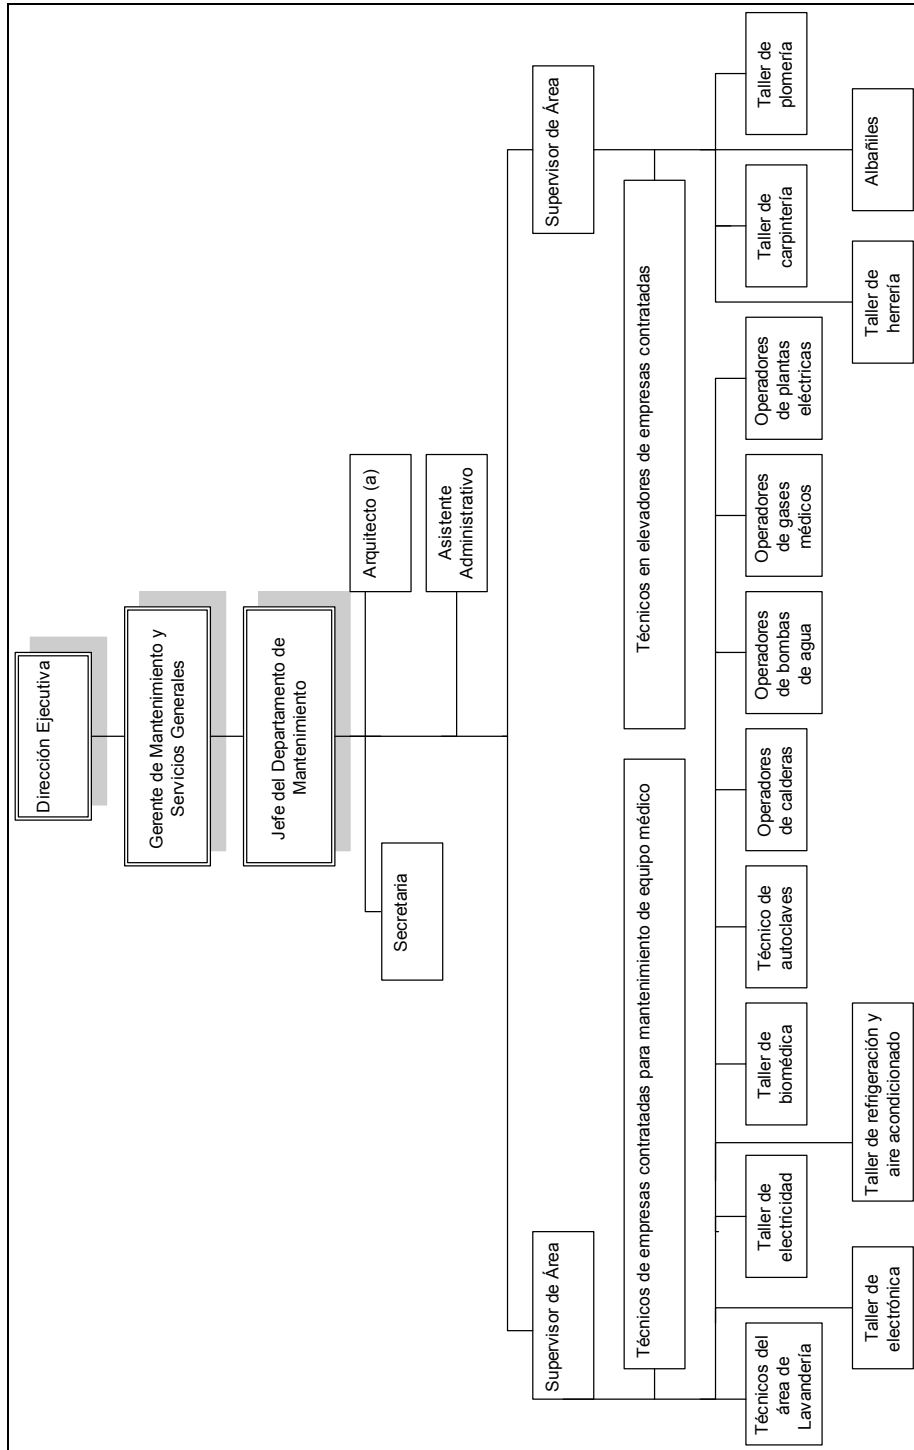 Dirección Ejecutiva
Gerente de Mantenimiento y
Servicios Generales
Jefe del Departamento de
Mantenimiento
Arquitecto (a)
Secretaria
Asistente
Administrativo
Supervisor de Área
Supervisor de Área
Técnicos de empresas contratadas para mantenimiento de equipo médico
Técnicos en elevadores de empresas contratadas
Técnicos del
área de
Lavandería
Taller de
electricidad
Taller de
biomédica
Técnico de
autoclaves
Operadores
de calderas
Operadores
de bombas
de agua
Operadores
de gases
médicos
Operadores
de plantas
eléctricas
Taller de
carpintería
Taller de
plomería
Taller de
electrónica
Taller de refrigeración y
aire acondicionado
Taller de
herrería
Albañiles